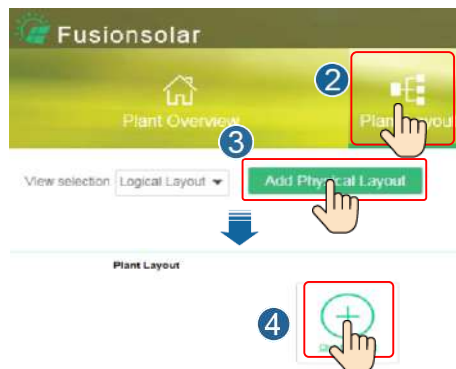 Fusionsolar
2
Plant Overview
3
View selection Logical Layout
Add Physical Layout
Plant Layout
4